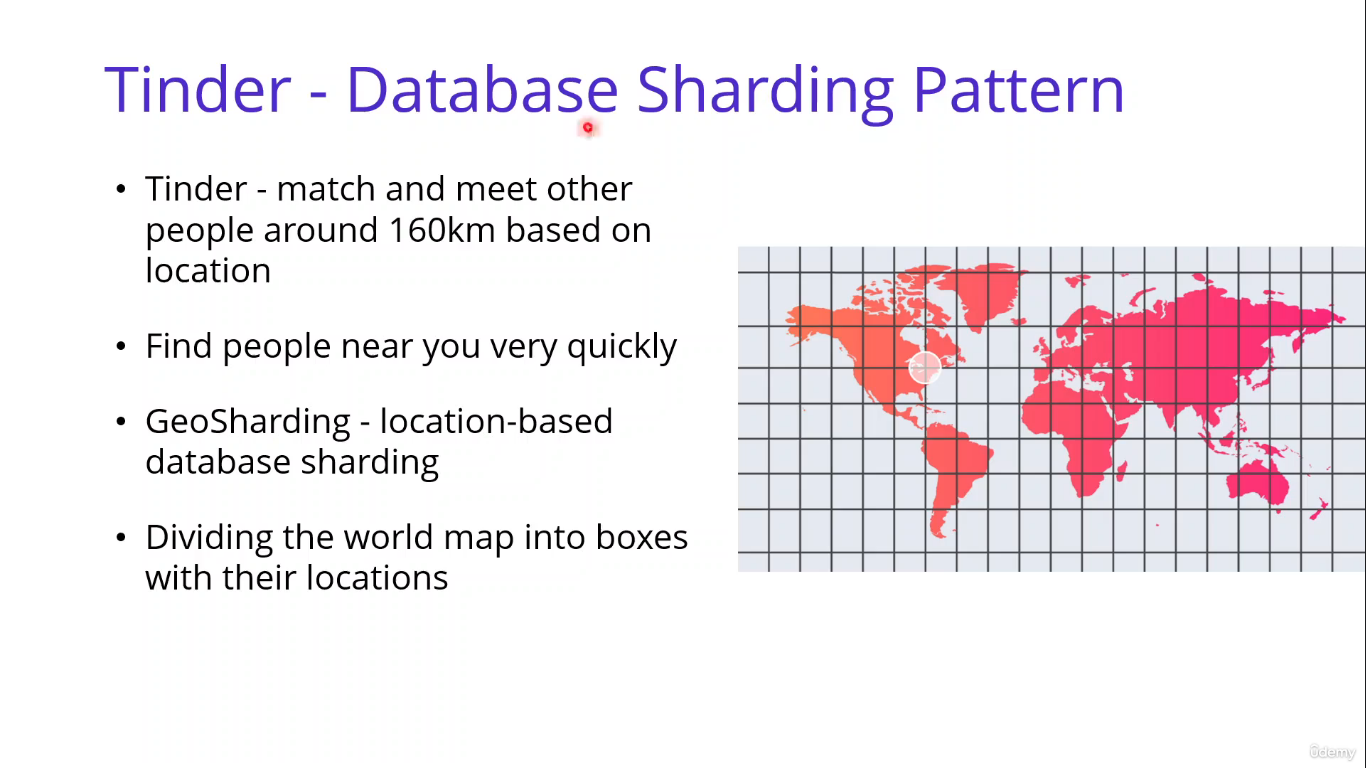 Tinder - Database Sharding Pattern
• Tinder - match and meet other
people around 160km based on
location
• Find people near you very quickly
• GeoSharding - location-based
database sharding
• Dividing the world map into boxes
with their locations
ûdemy